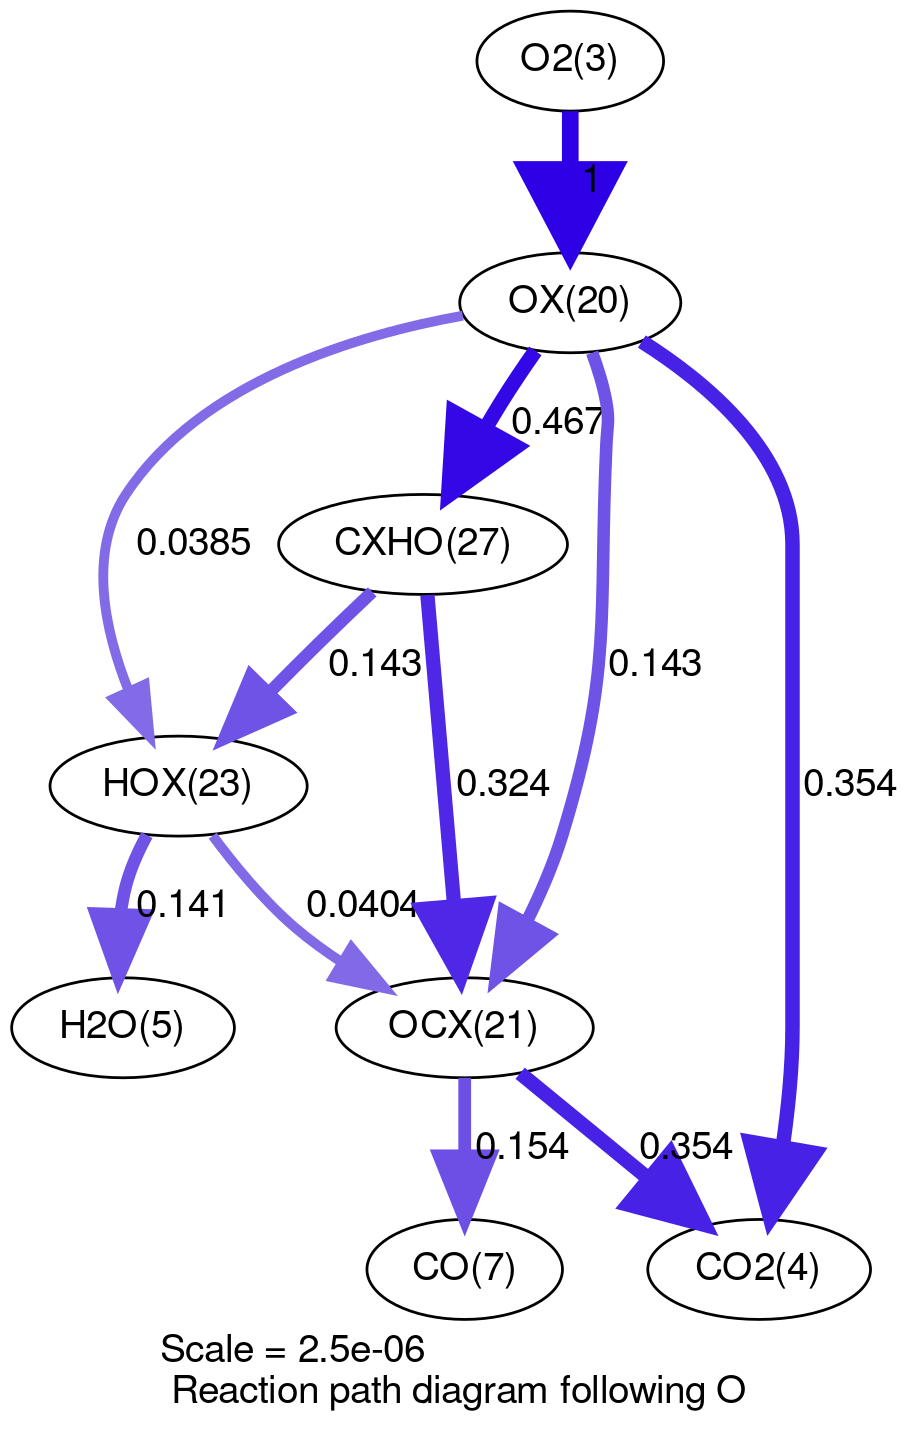 O2(3)
1
OX(20)
0.467
0.0385
CXHO(27)
0.143
0.143
HOX(23)
0.324
0.354
0.141
0.0404
H2O(5)
OCX(21)
0.154
0.354
CO(7)
CO2(4)
Scale = 2.5e-06
Reaction path diagram following O